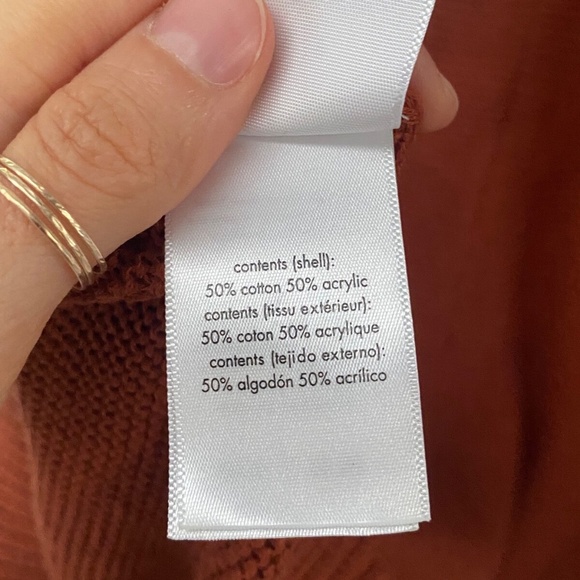 contents (shell):
50% cotton 50% acrylic
contents (tissu extérieur):
50% coton 50% acrylique
contents (tejido externo):
50% algodón 50% acrílico